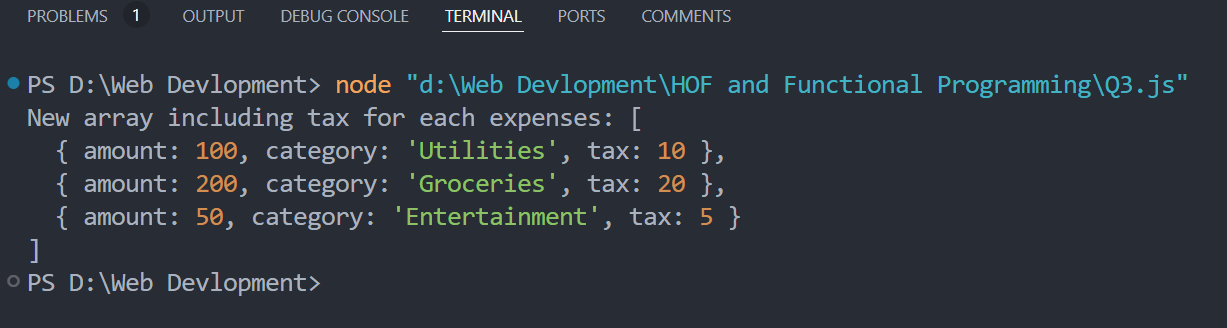 PROBLEMS 1 OUTPUT DEBUG CONSOLE TERMINAL PORTS COMMENTS
PS D:\Web Devlopment> node "d:\Web Devlopment\HOF and Functional Programming\Q3.js"
New array including tax for each expenses: [
  { amount: 100, category: 'Utilities', tax: 10 },
  { amount: 200, category: 'Groceries', tax: 20 },
  { amount: 50, category: 'Entertainment', tax: 5 }
]
PS D:\Web Devlopment>